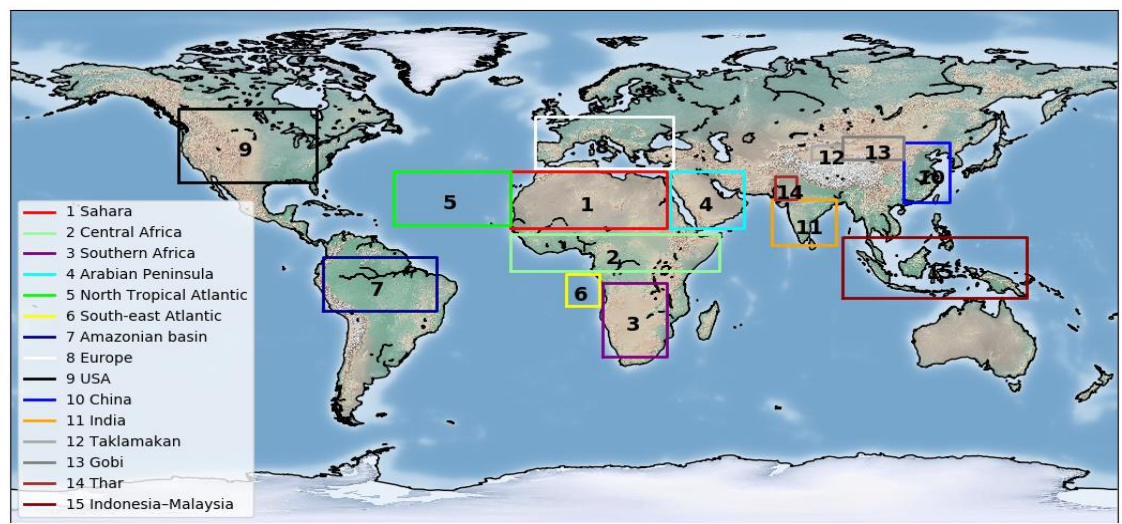 9
8
12
13
10
14
5
1
4
11
2
6
7
3
15
1 Sahara
2 Central Africa
3 Southern Africa
4 Arabian Peninsula
5 North Tropical Atlantic
6 South-east Atlantic
7 Amazonian basin
8 Europe
9 USA
10 China
11 India
12 Taklamakan
13 Gobi
14 Thar
15 Indonesia–Malaysia